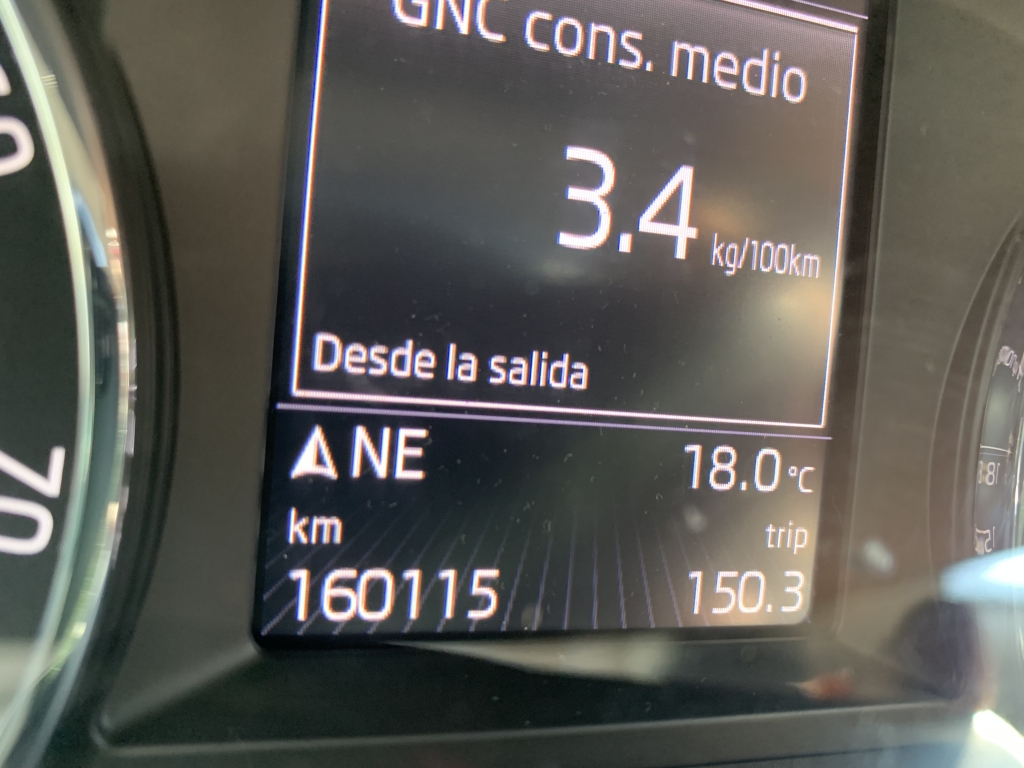 GNC cons. medio
3.4 kg/100km
Desde la salida
NE 18.0 °C
km trip
160115 150.3